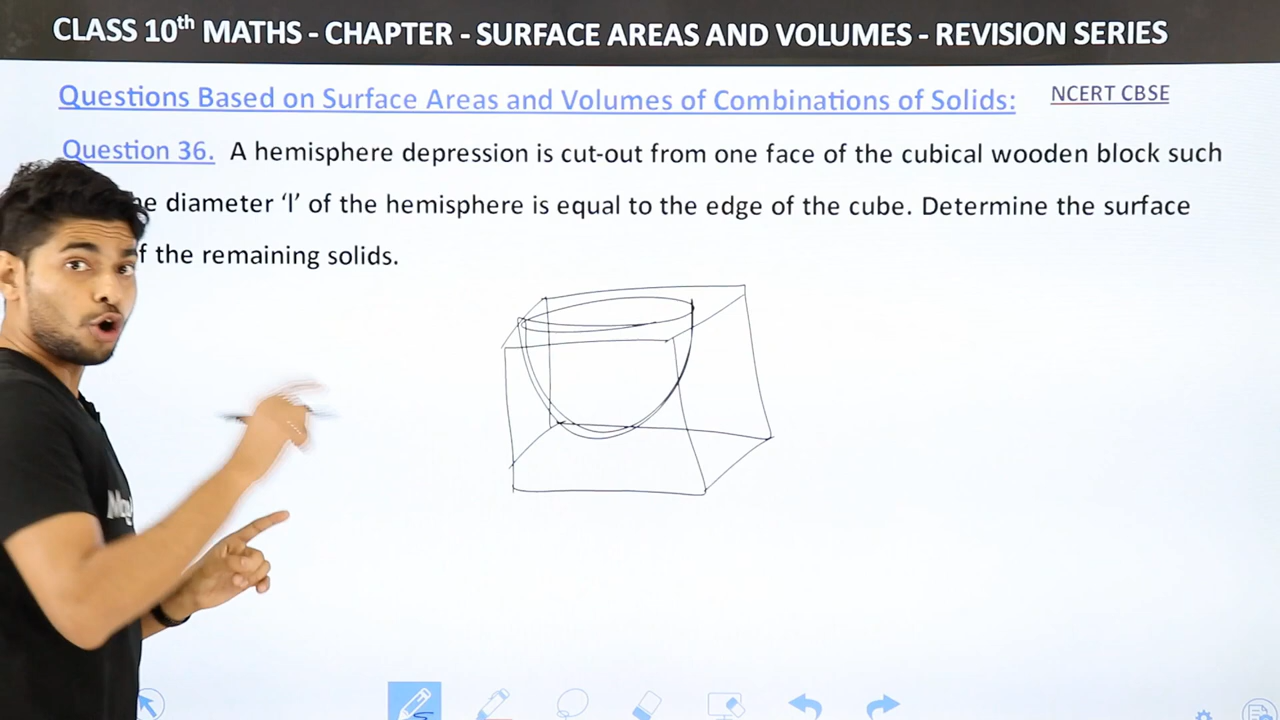 CLASS 10th MATHS - CHAPTER - SURFACE AREAS AND VOLUMES - REVISION SERIES
Questions Based on Surface Areas and Volumes of Combinations of Solids: NCERT CBSE
Question 36. A hemisphere depression is cut-out from one face of the cubical wooden block such
diameter ‘l’ of the hemisphere is equal to the edge of the cube. Determine the surface
the remaining solids.